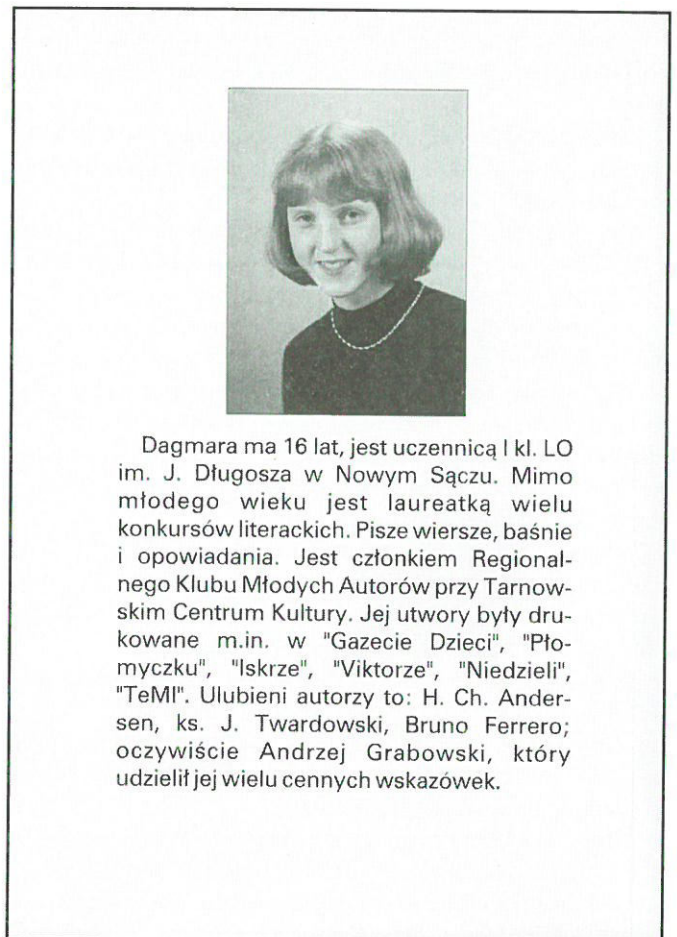 Dagmara ma 16 lat, jest uczennicą I kl. LO
im. J. Długosza w Nowym Sączu. Mimo
młodego wieku jest laureatką wielu
konkursów literackich. Pisze wiersze, baśnie
i opowiadania. Jest członkiem Regional-
nego Klubu Młodych Autorów przy Tarnow-
skim Centrum Kultury. Jej utwory były dru-
kowane m.in. w "Gazecie Dzieci", "Pło-
myczku", "Iskrze", "Viktorze", "Niedzieli",
"TeMI". Ulubieni autorzy to: H. Ch. Ander-
sen, ks. J. Twardowski, Bruno Ferrero;
oczywiście Andrzej Grabowski, który
udzielił jej wielu cennych wskazówek.